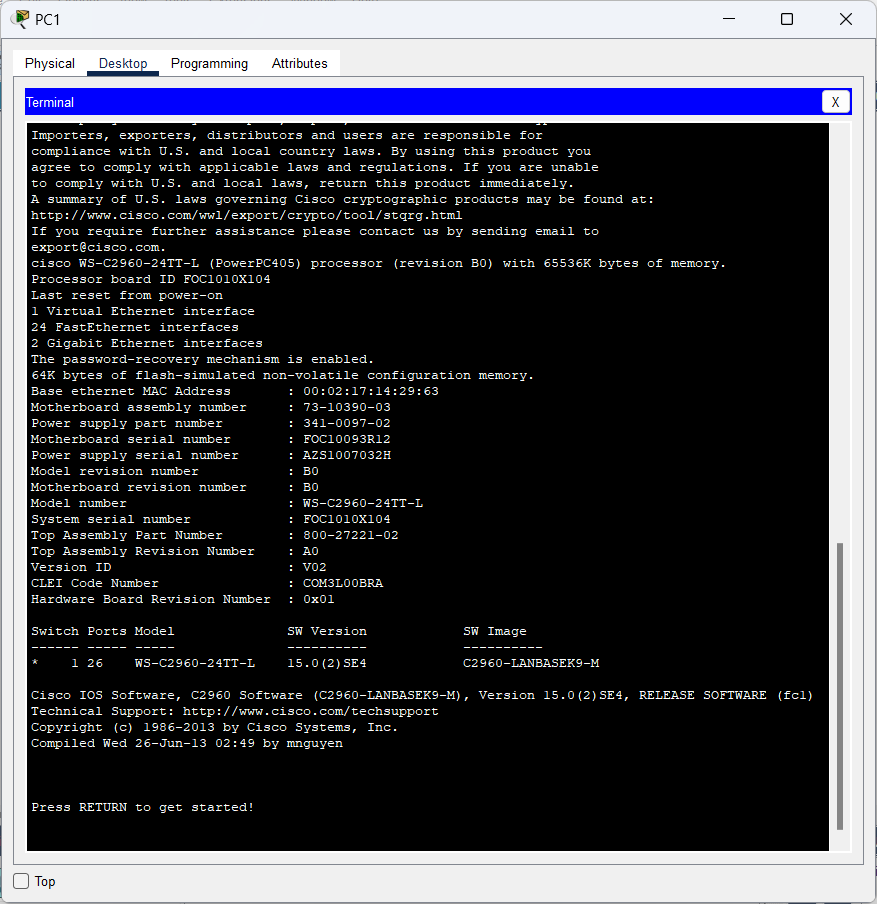 PC1
Physical Desktop Programming Attributes
Terminal
X
Importers, exporters, distributors and users are responsible for
compliance with U.S. and local country laws. By using this product you
agree to comply with applicable laws and regulations. If you are unable
to comply with U.S. and local laws, return this product immediately.
A summary of U.S. laws governing Cisco cryptographic products may be found at:
http://www.cisco.com/wwl/export/crypto/tool/stqrg.html
If you require further assistance please contact us by sending email to
export@cisco.com.
cisco WS-C2960-24TT-L (PowerPC405) processor (revision B0) with 65536K bytes of memory.
Processor board ID FOC1010X104
Last reset from power-on
1 Virtual Ethernet interface
24 FastEthernet interfaces
2 Gigabit Ethernet interfaces
The password-recovery mechanism is enabled.
64K bytes of flash-simulated non-volatile configuration memory.
Base ethernet MAC Address       : 00:02:17:14:29:63
Motherboard assembly number     : 73-10390-03
Power supply part number        : 341-0097-02
Motherboard serial number       : FOC10093R12
Power supply serial number      : AZS1007032H
Model revision number           : B0
Motherboard revision number     : B0
Model number                    : WS-C2960-24TT-L
System serial number            : FOC1010X104
Top Assembly Part Number        : 800-27221-02
Top Assembly Revision Number    : A0
Version ID                      : V02
CLEI Code Number                : COM3L00BRA
Hardware Board Revision Number  : 0x01
Switch Ports Model              SW Version            SW Image
------ ----- -----              ----------            ----------
*    1 26    WS-C2960-24TT-L    15.0(2)SE4            C2960-LANBASEK9-M
Cisco IOS Software, C2960 Software (C2960-LANBASEK9-M), Version 15.0(2)SE4, RELEASE SOFTWARE (fc1)
Technical Support: http://www.cisco.com/techsupport
Copyright (c) 1986-2013 by Cisco Systems, Inc.
Compiled Wed 26-Jun-13 02:49 by mnguyen
Press RETURN to get started!
Top